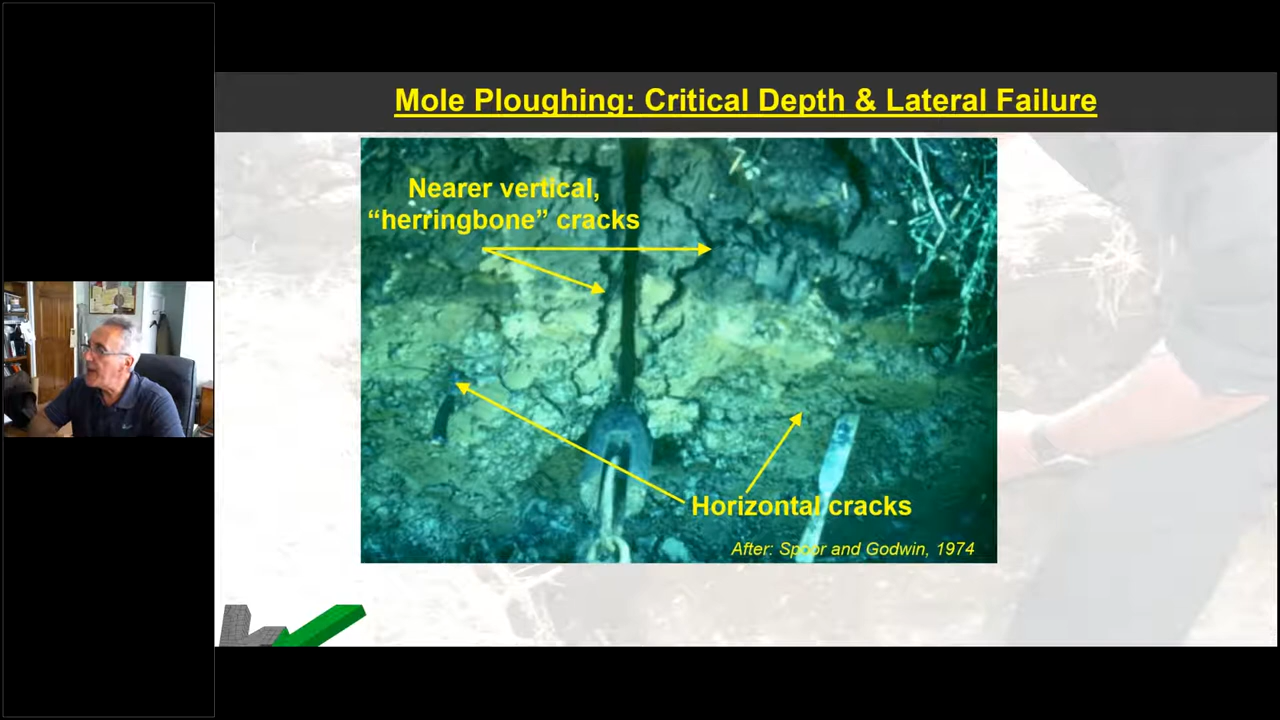 Mole Ploughing: Critical Depth & Lateral Failure
Nearer vertical,
“herringbone” cracks
Horizontal cracks
After: Spoor and Godwin, 1974